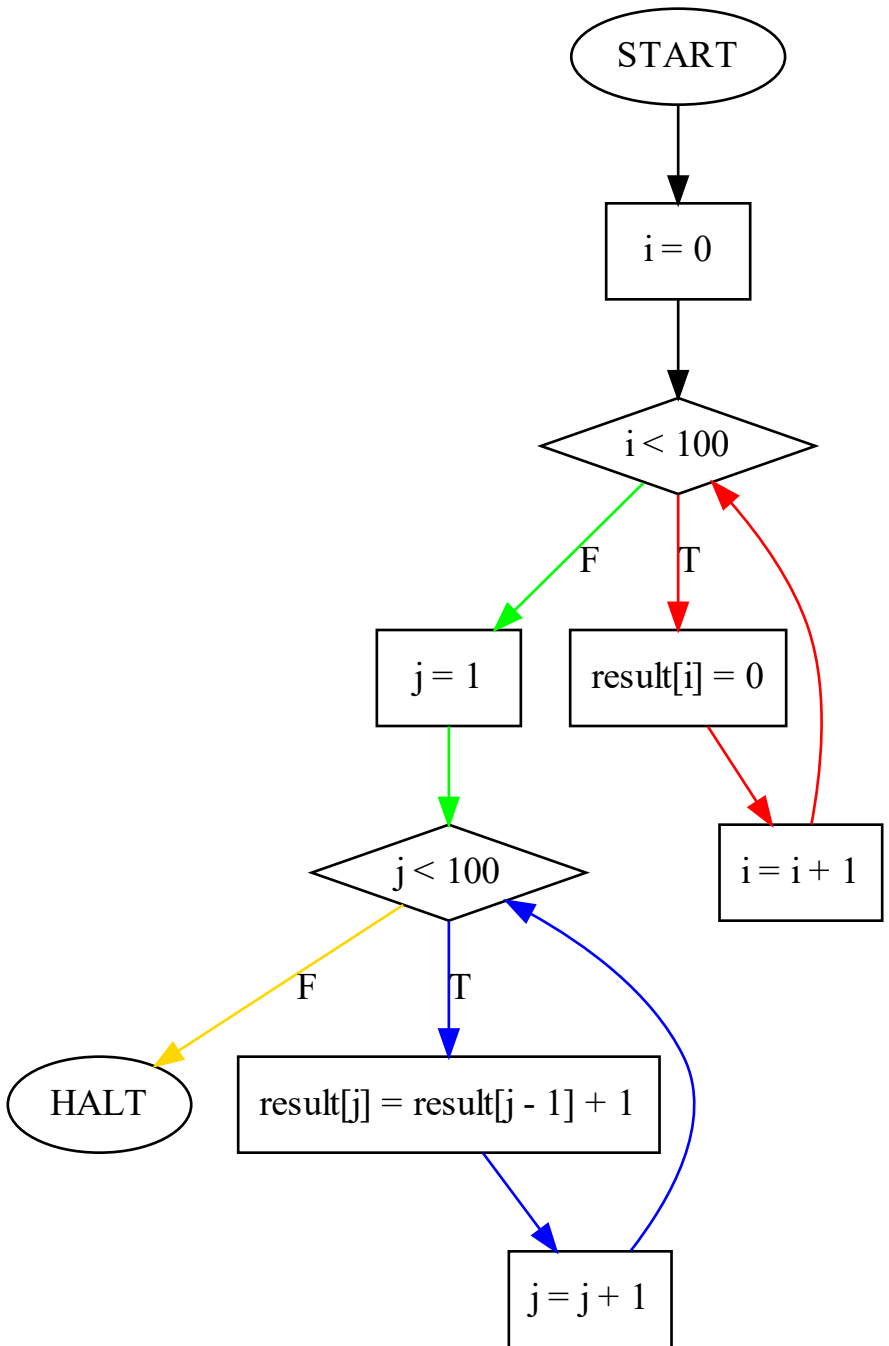 START
i = 0
i < 100
F
T
j = 1
result[i] = 0
j < 100
i = i + 1
F
T
HALT
result[j] = result[j - 1] + 1
j = j + 1